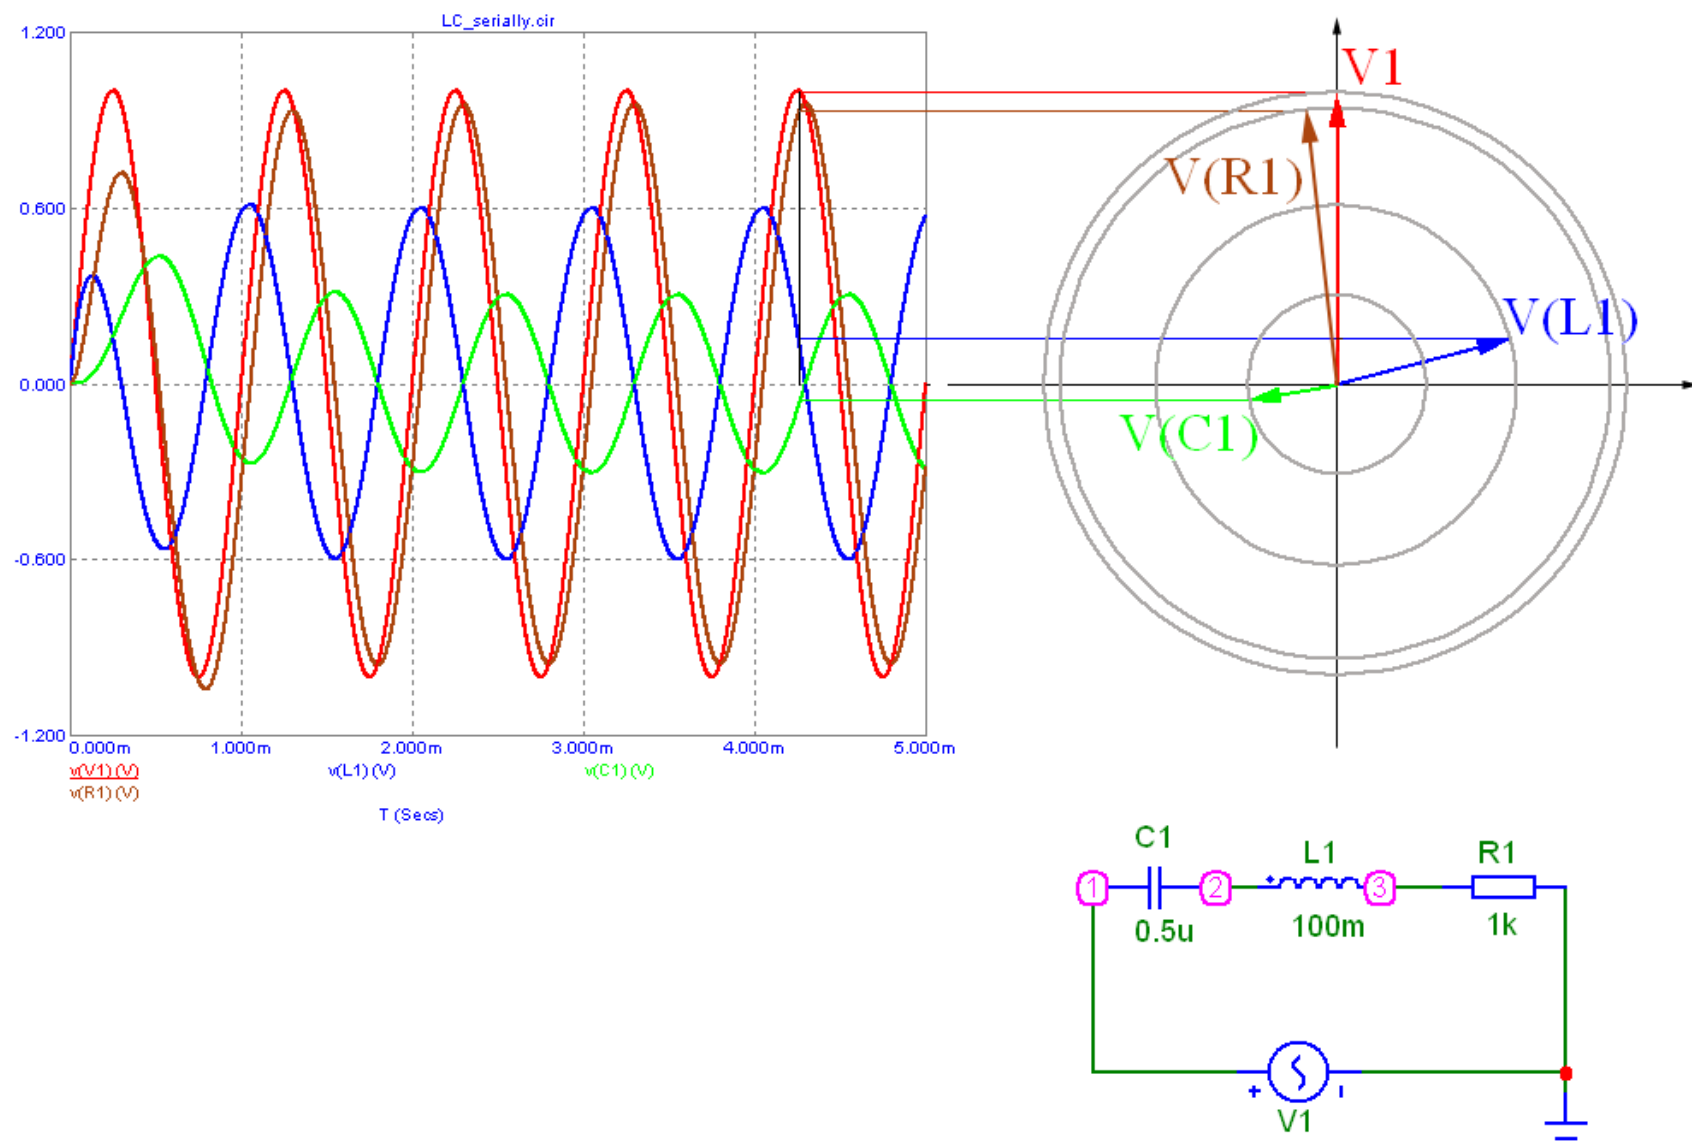 LC_serially.cir
1.200
0.600
0.000
-0.600
-1.200
0.000m 1.000m 2.000m 3.000m 4.000m 5.000m
v(V1) (V) v(L1) (V) v(C1) (V)
v(R1) (V)
T (Secs)
V1
V(R1)
V(L1)
V(C1)
C1 L1 R1
1 2 3
0.5u 100m 1k
+ -
V1